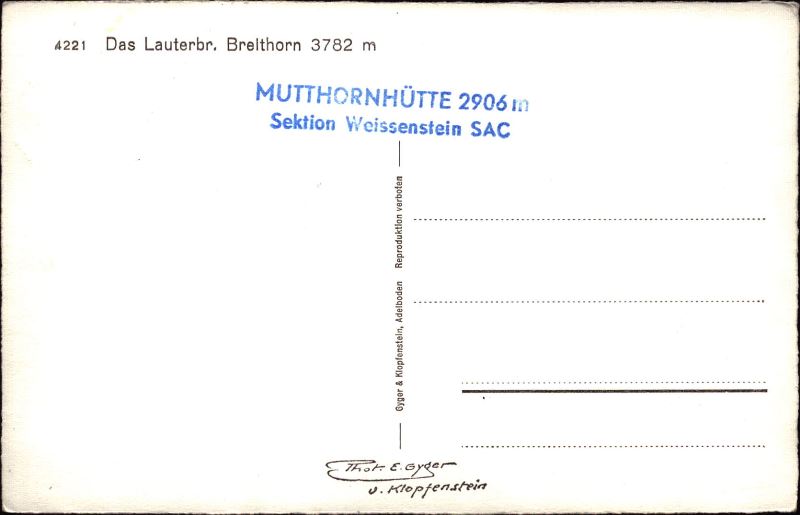 4221 Das Lauterbr. Breithorn 3782 m
MUTTHORNHÜTTE 2906 m
Sektion Weissenstein SAC
Gyger & Klopfenstein, Adelboden Reproduktion verboten
Phot. E. Gyger
u. Klopfenstein